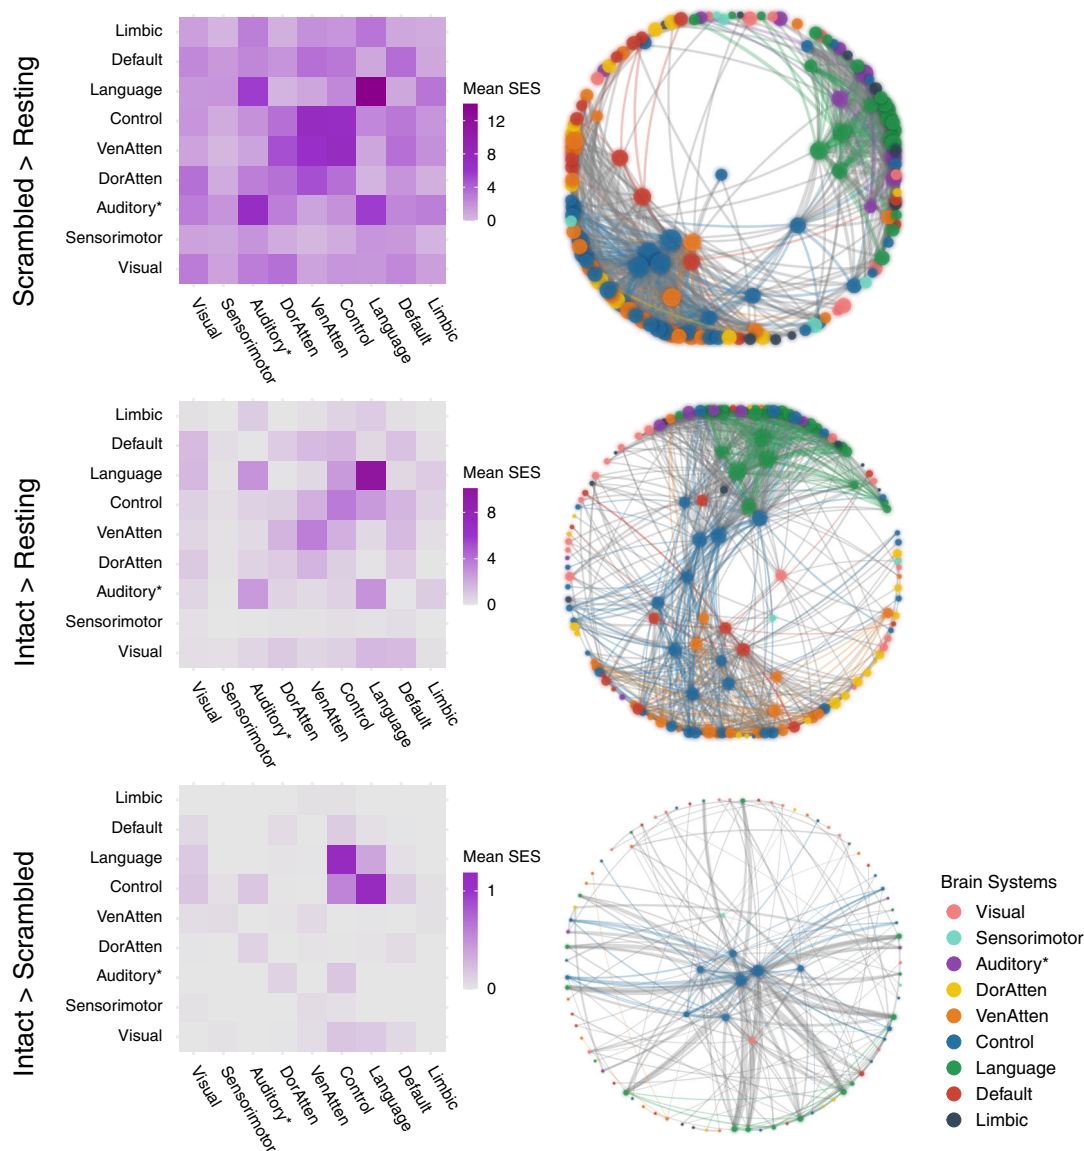 Scrambled > Resting
Limbic
Default
Language
Control
VenAtten
DorAtten
Auditory*
Sensorimotor
Visual
Visual
Sensorimotor
Auditory*
DorAtten
VenAtten
Control
Language
Default
Limbic
Mean SES
12
8
4
0
Intact > Resting
Limbic
Default
Language
Control
VenAtten
DorAtten
Auditory*
Sensorimotor
Visual
Visual
Sensorimotor
Auditory*
DorAtten
VenAtten
Control
Language
Default
Limbic
Mean SES
8
4
0
Intact > Scrambled
Limbic
Default
Language
Control
VenAtten
DorAtten
Auditory*
Sensorimotor
Visual
Visual
Sensorimotor
Auditory*
DorAtten
VenAtten
Control
Language
Default
Limbic
Mean SES
1
0
Brain Systems
Visual
Sensorimotor
Auditory*
DorAtten
VenAtten
Control
Language
Default
Limbic